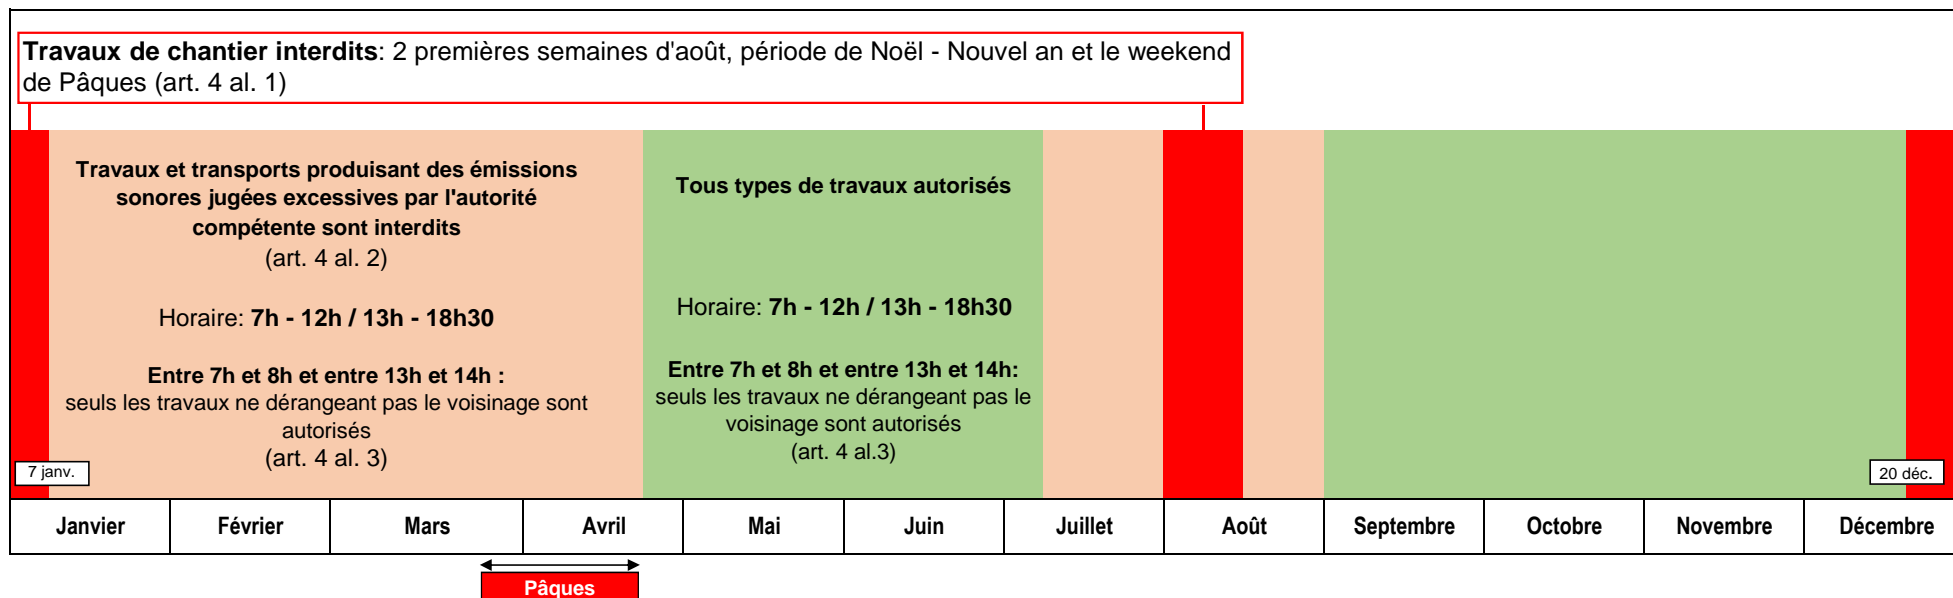 Travaux de chantier interdits: 2 premières semaines d'août, période de Noël - Nouvel an et le weekend
de Pâques (art. 4 al. 1)
Travaux et transports produisant des émissions
sonores jugées excessives par l'autorité
compétente sont interdits
(art. 4 al. 2)
Horaire: 7h - 12h / 13h - 18h30
Entre 7h et 8h et entre 13h et 14h :
seuls les travaux ne dérangeant pas le voisinage sont
autorisés
(art. 4 al. 3)
Tous types de travaux autorisés
Horaire: 7h - 12h / 13h - 18h30
Entre 7h et 8h et entre 13h et 14h:
seuls les travaux ne dérangeant pas le
voisinage sont autorisés
(art. 4 al.3)
7 janv.
20 déc.
Janvier Février Mars Avril Mai Juin Juillet Août Septembre Octobre Novembre Décembre
Pâques